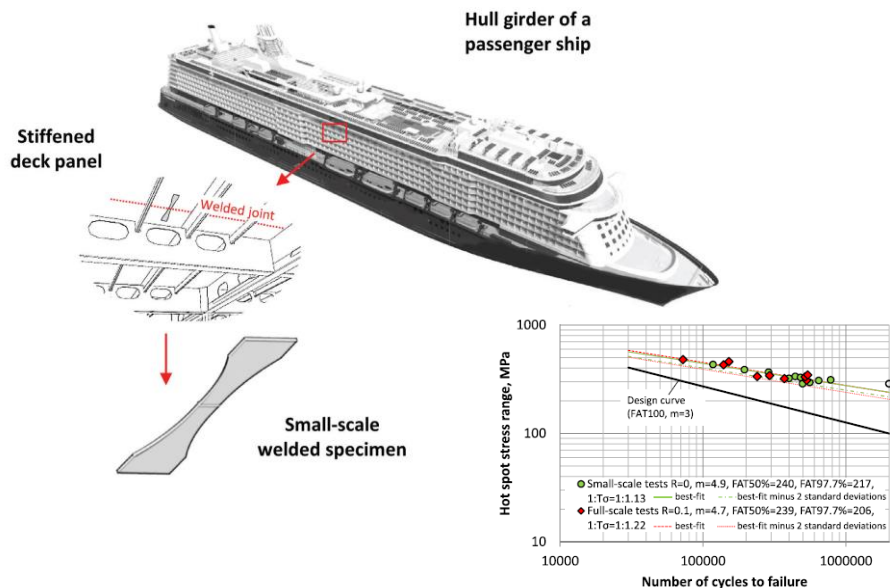 Hull girder of a
passenger ship
Stiffened
deck panel
Welded joint
Small-scale
welded specimen
1000
100
10
Hot spot stress range, MPa
Design curve
(FAT100, m=3)
Small-scale tests R=0, m=4.9, FAT50%=240, FAT97.7%=217,
1:Tσ=1:1.13 best-fit best-fit minus 2 standard deviations
Full-scale tests R=0.1, m=4.7, FAT50%=239, FAT97.7%=206,
1:Tσ=1:1.22 best-fit best-fit minus 2 standard deviations
10000 100000 1000000
Number of cycles to failure